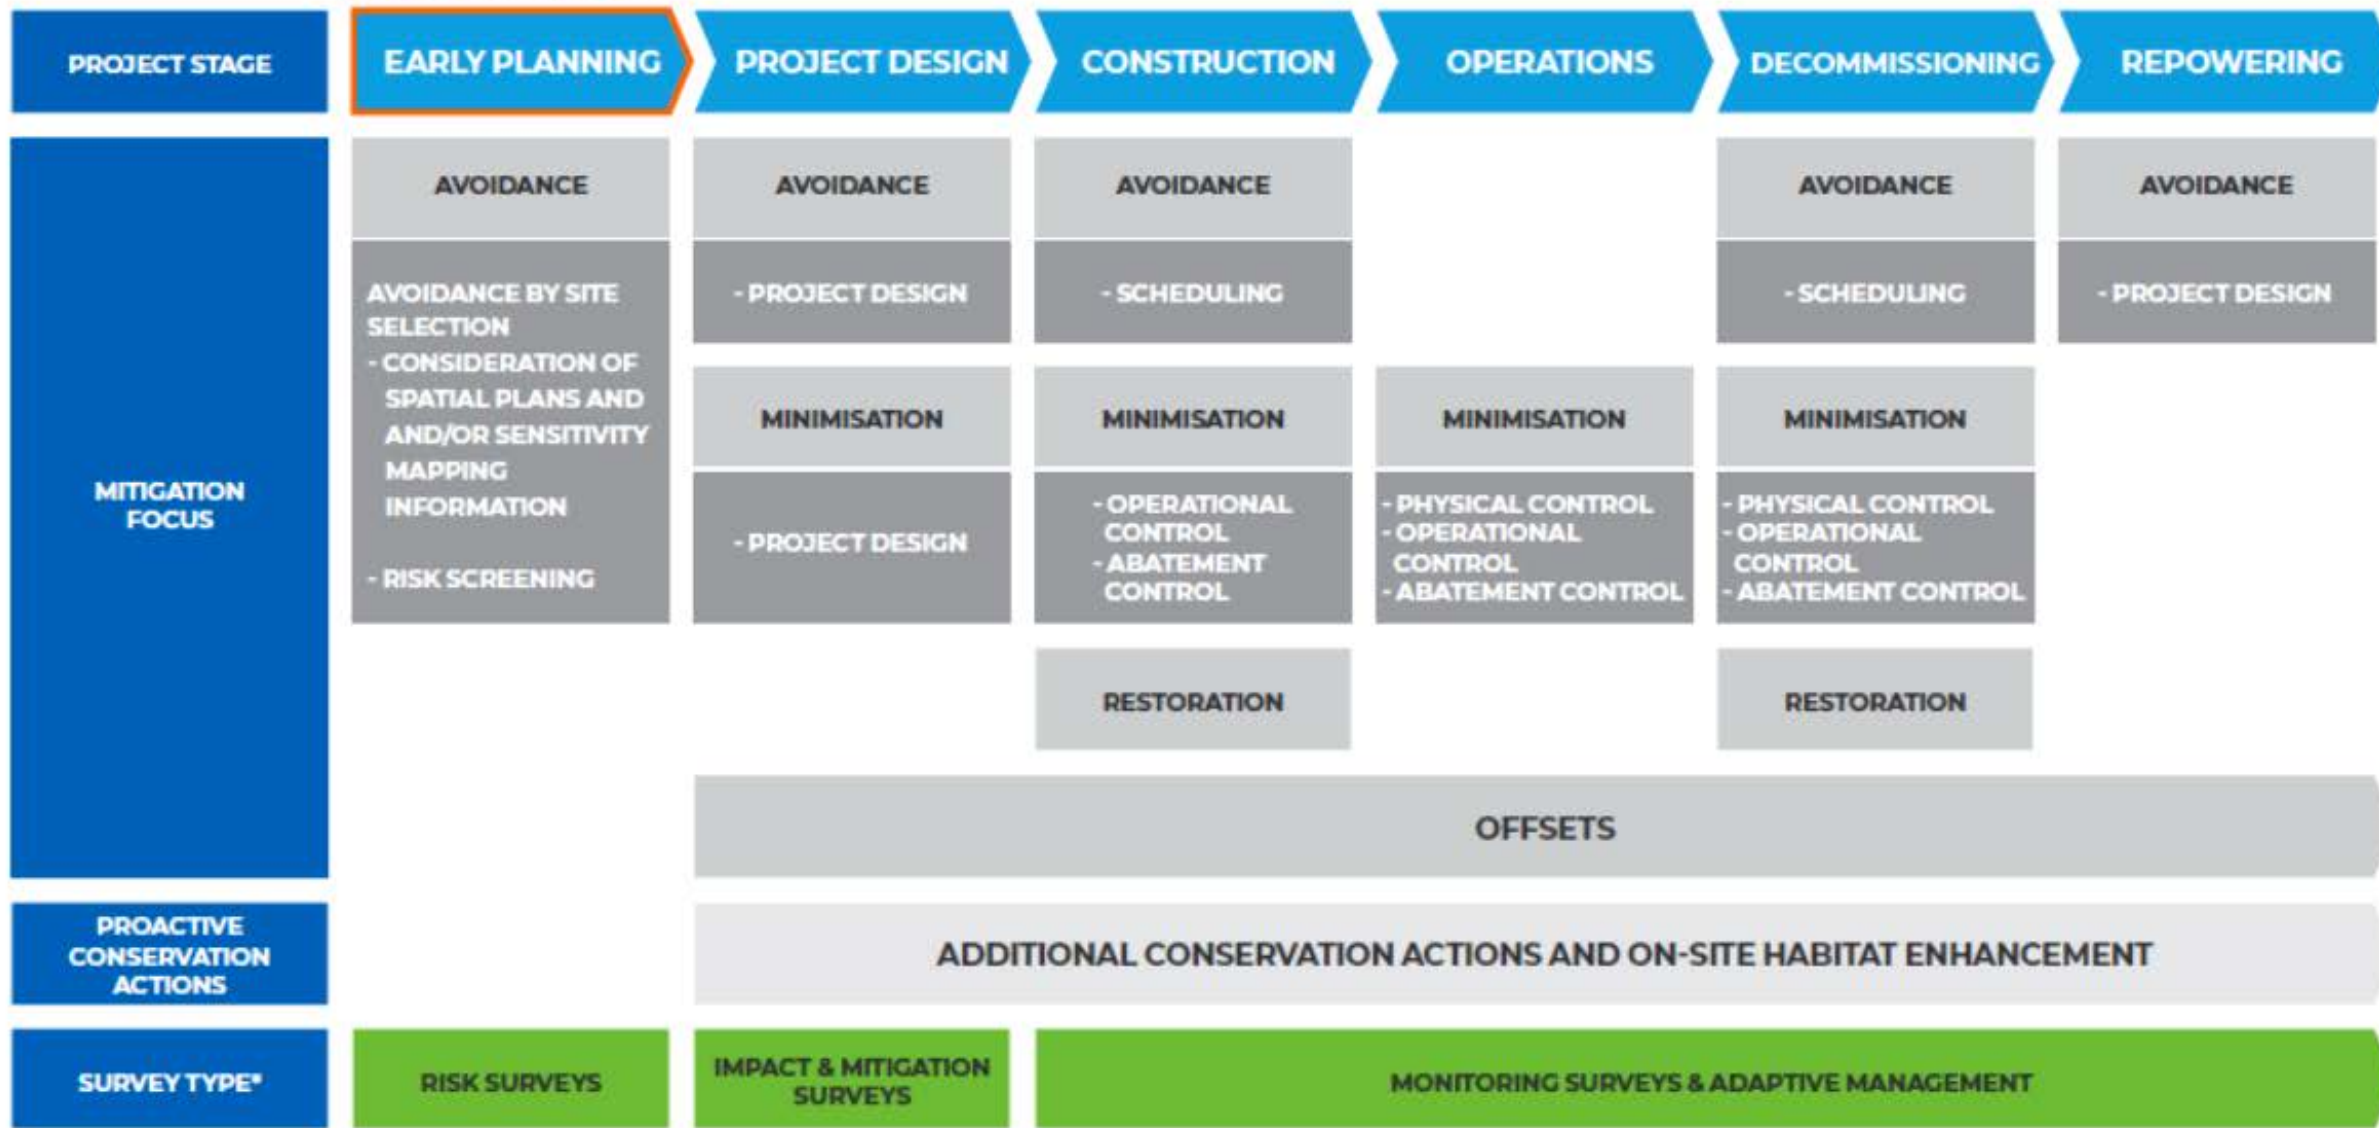 PROJECT STAGE
EARLY PLANNING
PROJECT DESIGN
CONSTRUCTION
OPERATIONS
DECOMMISSIONING
REPOWERING
MITIGATION
FOCUS
AVOIDANCE
AVOIDANCE BY SITE
SELECTION
- CONSIDERATION OF
SPATIAL PLANS AND
AND/OR SENSITIVITY
MAPPING
INFORMATION
- RISK SCREENING
AVOIDANCE
- PROJECT DESIGN
MINIMISATION
- PROJECT DESIGN
AVOIDANCE
- SCHEDULING
MINIMISATION
- OPERATIONAL
CONTROL
- ABATEMENT
CONTROL
RESTORATION
MINIMISATION
- PHYSICAL CONTROL
- OPERATIONAL
CONTROL
- ABATEMENT CONTROL
AVOIDANCE
- SCHEDULING
MINIMISATION
- PHYSICAL CONTROL
- OPERATIONAL
CONTROL
- ABATEMENT CONTROL
RESTORATION
AVOIDANCE
- PROJECT DESIGN
OFFSETS
PROACTIVE
CONSERVATION
ACTIONS
ADDITIONAL CONSERVATION ACTIONS AND ON-SITE HABITAT ENHANCEMENT
SURVEY TYPE*
RISK SURVEYS
IMPACT & MITIGATION
SURVEYS
MONITORING SURVEYS & ADAPTIVE MANAGEMENT